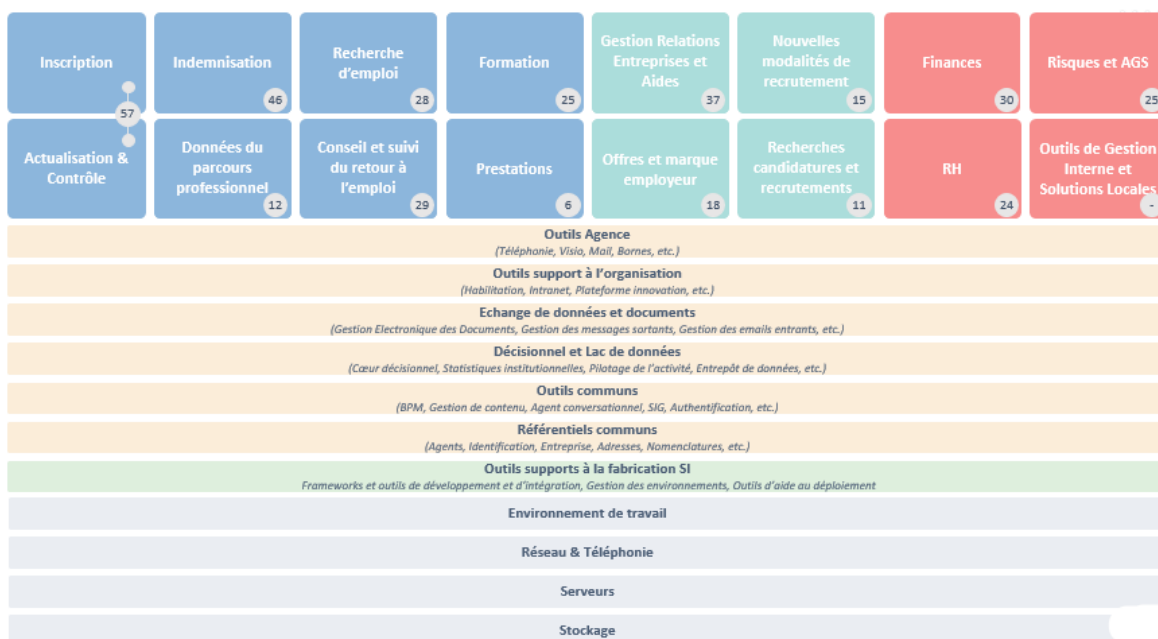 Inscription
57
Indemnisation
46
Recherche
d'emploi
28
Formation
25
Gestion Relations
Entreprises et
Aides
37
Nouvelles
modalités de
recrutement
15
Finances
30
Risques et AGS
25
Actualisation &
Contrôle
Données du
parcours
professionnel
12
Conseil et suivi
du retour à
l'emploi
29
Prestations
6
Offres et marque
employeur
18
Recherches
candidatures et
recrutements
11
RH
24
Outils de Gestion
Interne et
Solutions Locales
-
Outils Agence
(Téléphonie, Visio, Mail, Bornes, etc.)
Outils support à l'organisation
(Habilitation, Intranet, Plateforme innovation, etc.)
Echange de données et documents
(Gestion Electronique des Documents, Gestion des messages sortants, Gestion des emails entrants, etc.)
Décisionnel et Lac de données
(Cœur décisionnel, Statistiques institutionnelles, Pilotage de l'activité, Entrepôt de données, etc.)
Outils communs
(BPM, Gestion de contenu, Agent conversationnel, SIG, Authentification, etc.)
Référentiels communs
(Agents, Identification, Entreprise, Adresses, Nomenclatures, etc.)
Outils supports à la fabrication SI
Frameworks et outils de développement et d'intégration, Gestion des environnements, Outils d'aide au déploiement
Environnement de travail
Réseau & Téléphonie
Serveurs
Stockage